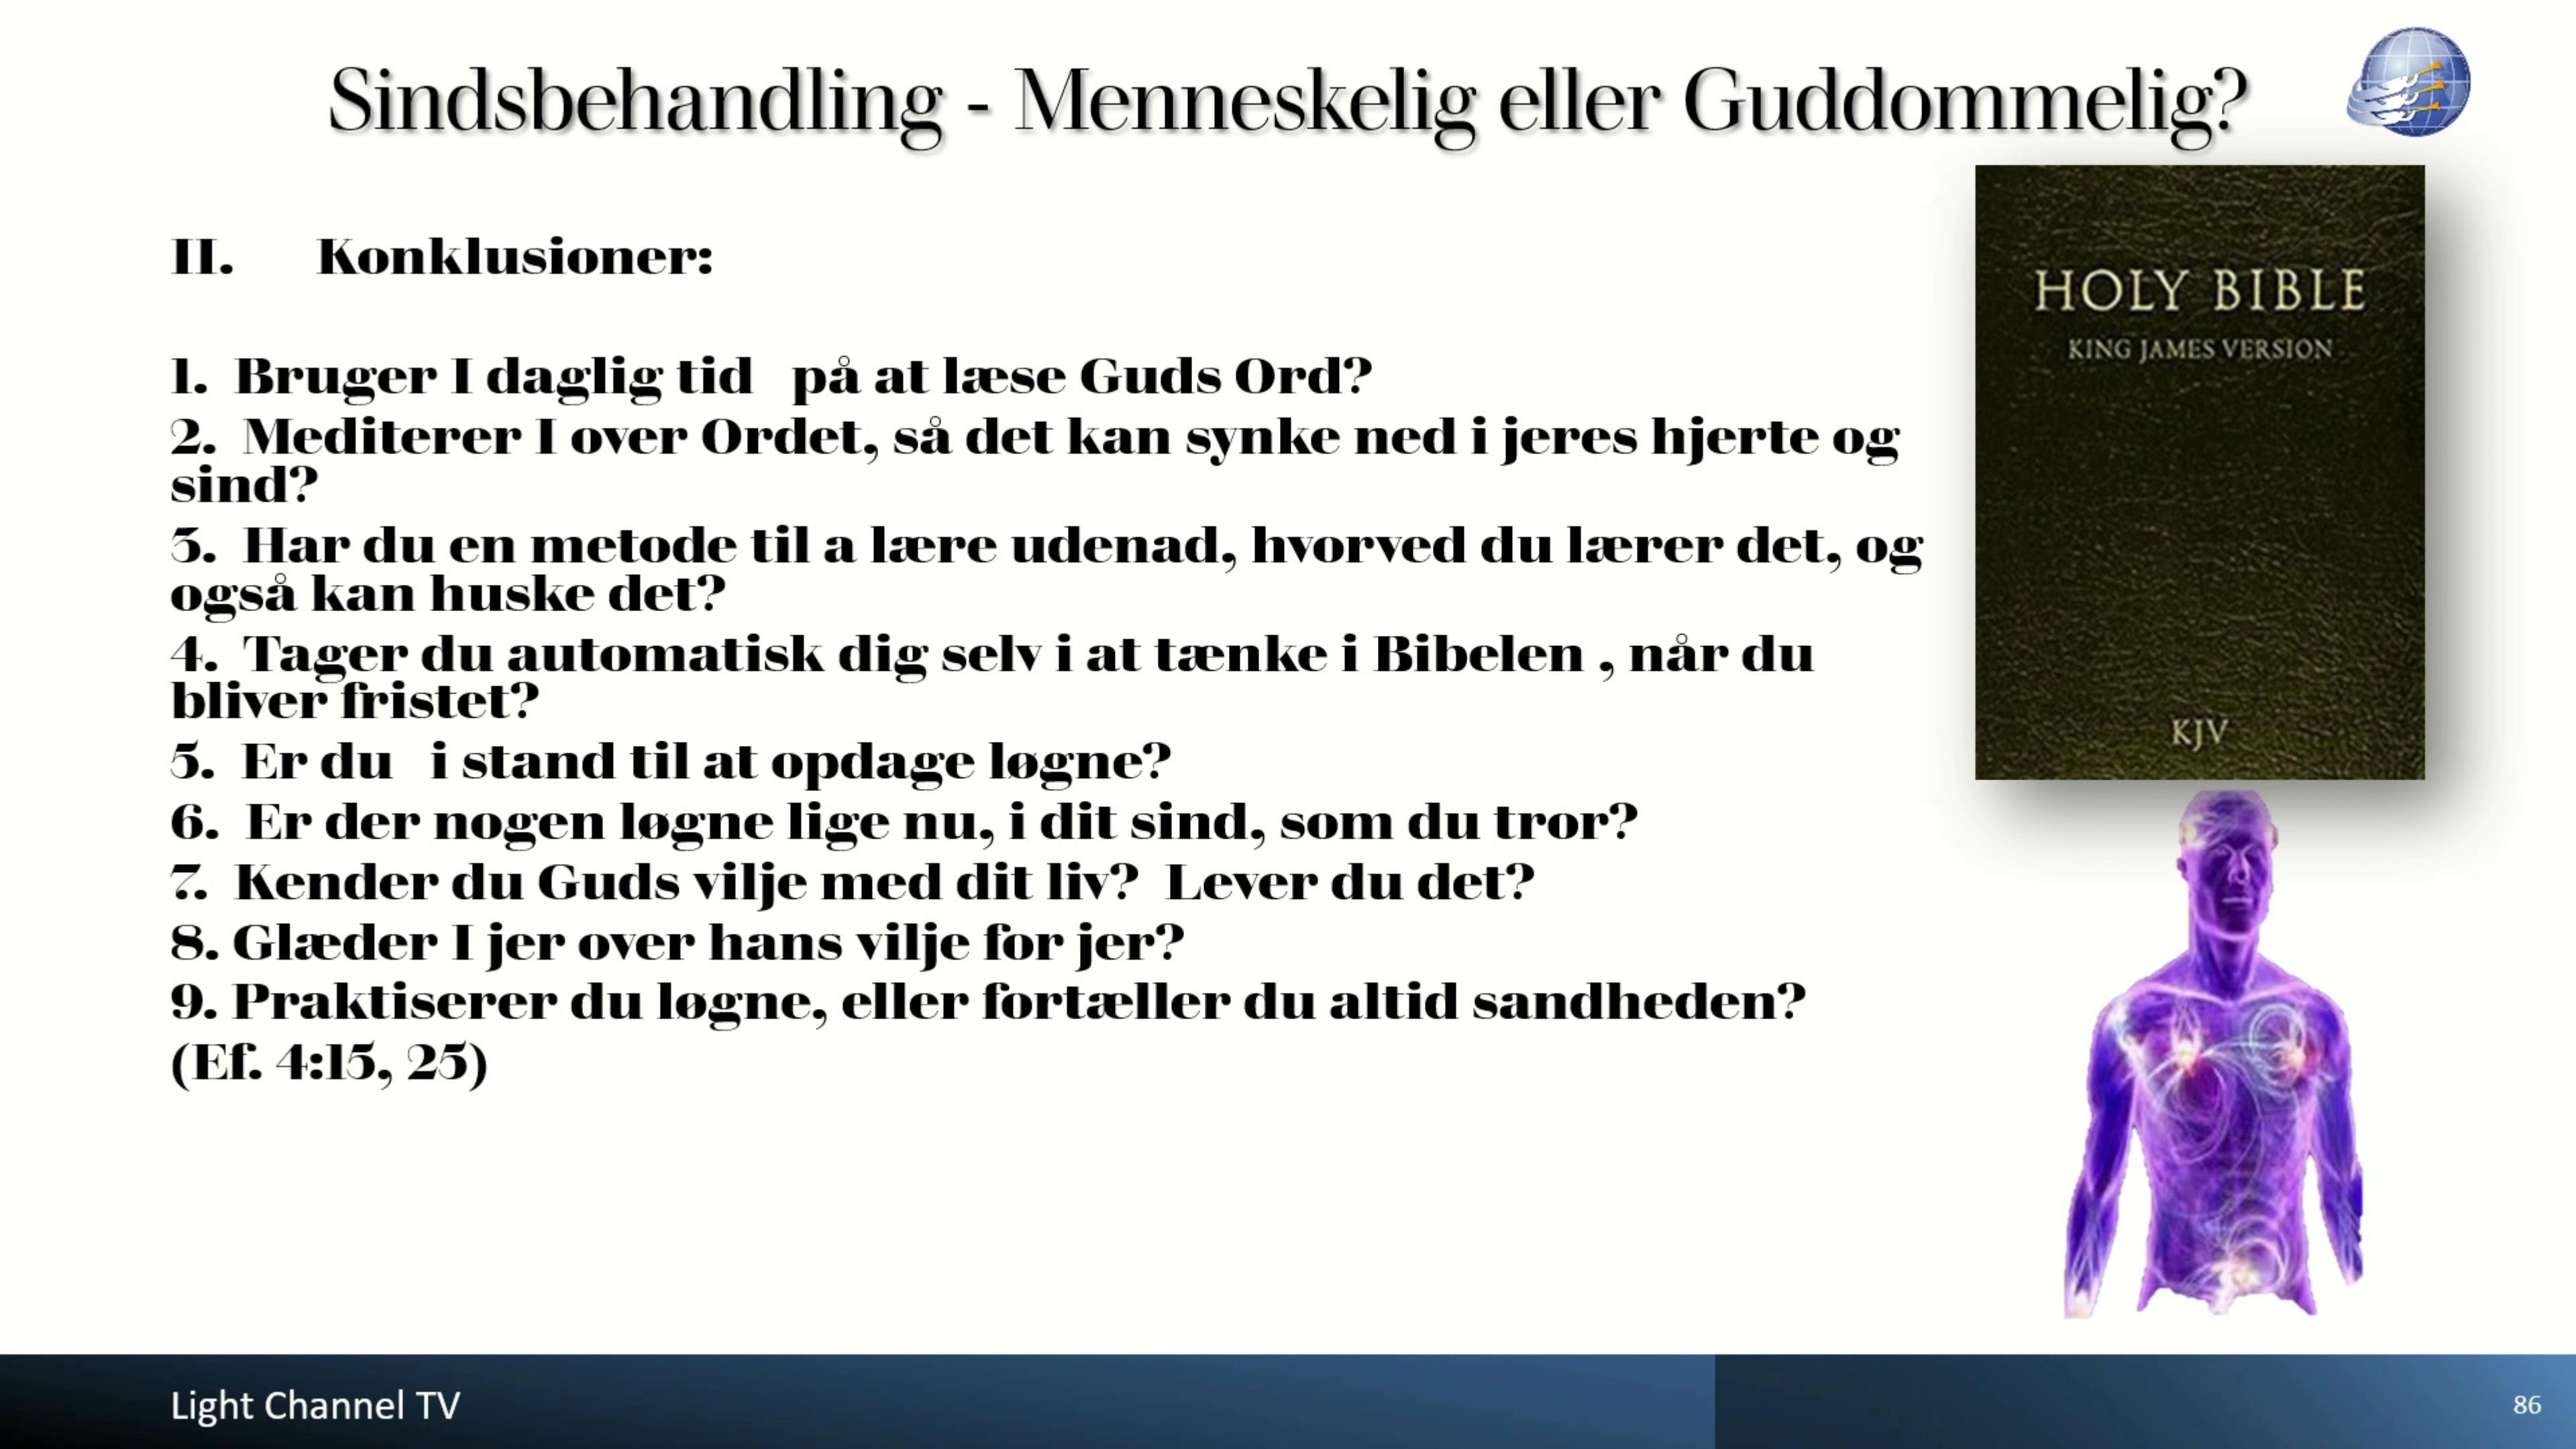 Sindsbehandling - Menneskelig eller Guddommelig?
II. Konklusioner:
1. Bruger I daglig tid på at læse Guds Ord?
2. Mediterer I over Ordet, så det kan synke ned i jeres hjerte og
sind?
3. Har du en metode til a lære udenad, hvorved du lærer det, og
også kan huske det?
4. Tager du automatisk dig selv i at tænke i Bibelen , når du
bliver fristet?
5. Er du i stand til at opdage løgne?
6. Er der nogen løgne lige nu, i dit sind, som du tror?
7. Kender du Guds vilje med dit liv? Lever du det?
8. Glæder I jer over hans vilje for jer?
9. Praktiserer du løgne, eller fortæller du altid sandheden?
(Ef. 4:15, 25)
HOLY BIBLE
KING JAMES VERSION
KJV
Light Channel TV
86